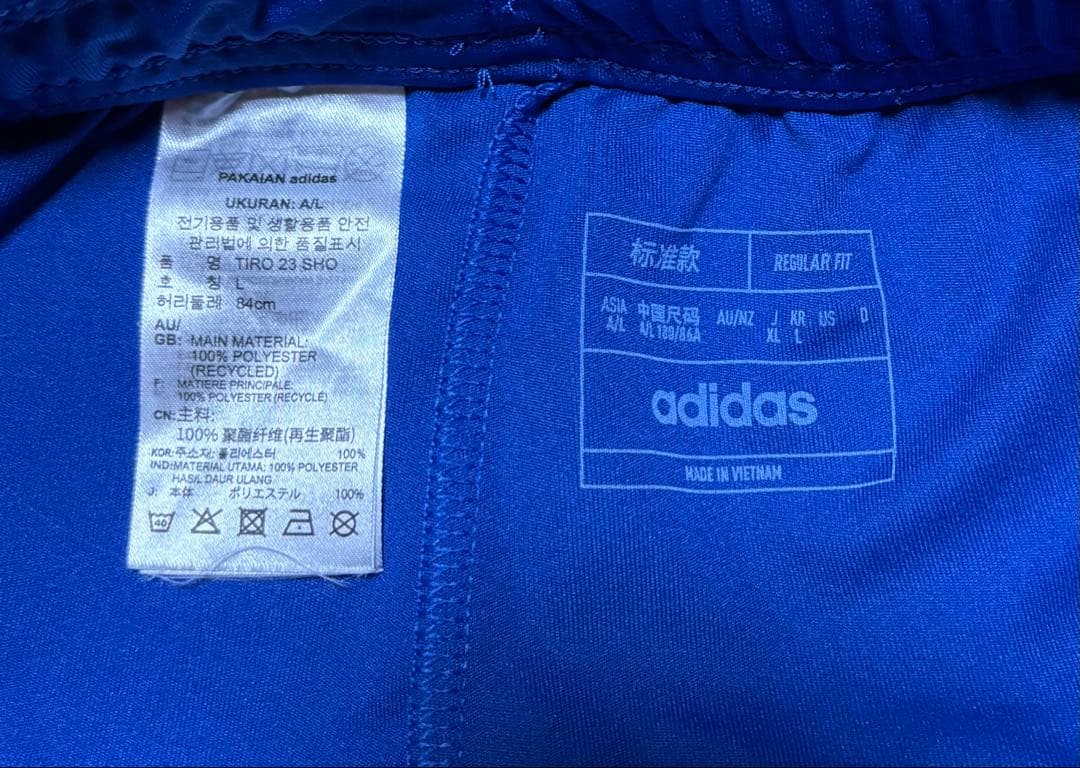 PAKAIAN adidas
UKURAN: A/L
전기용품 및 생활용품 안전
관리법에 의한 품질표시
품 명 TIRO 23 SHO
호 칭 L
허리둘레 84cm
AU/
GB: MAIN MATERIAL:
100% POLYESTER
(RECYCLED)
F: MATIERE PRINCIPALE:
100% POLYESTER (RECYCLÉ)
CN: 主料:
100% 聚酯纤维(再生聚酯)
KOR: 주소재: 폴리에스터 100%
IND: MATERIAL UTAMA: 100% POLYESTER
HASIL DAUR ULANG
J: 本体 ポリエステル 100%
40
标准款 REGULAR FIT
ASIA 中国尺码 AU/NZ J KR US D
A/L A/L 180/86A XL L
adidas
MADE IN VIETNAM